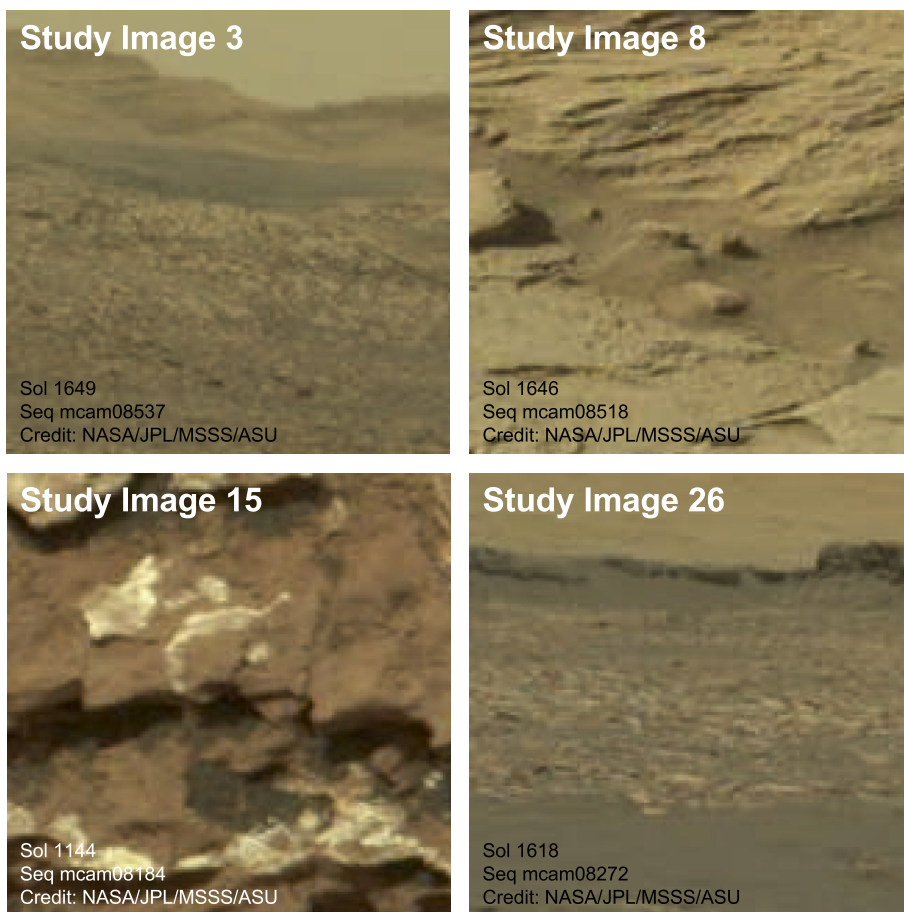 Study Image 3
Sol 1649
Seq mcam08537
Credit: NASA/JPL/MSSS/ASU
Study Image 8
Sol 1646
Seq mcam08518
Credit: NASA/JPL/MSSS/ASU
Study Image 15
Sol 1144
Seq mcam08184
Credit: NASA/JPL/MSSS/ASU
Study Image 26
Sol 1618
Seq mcam08272
Credit: NASA/JPL/MSSS/ASU